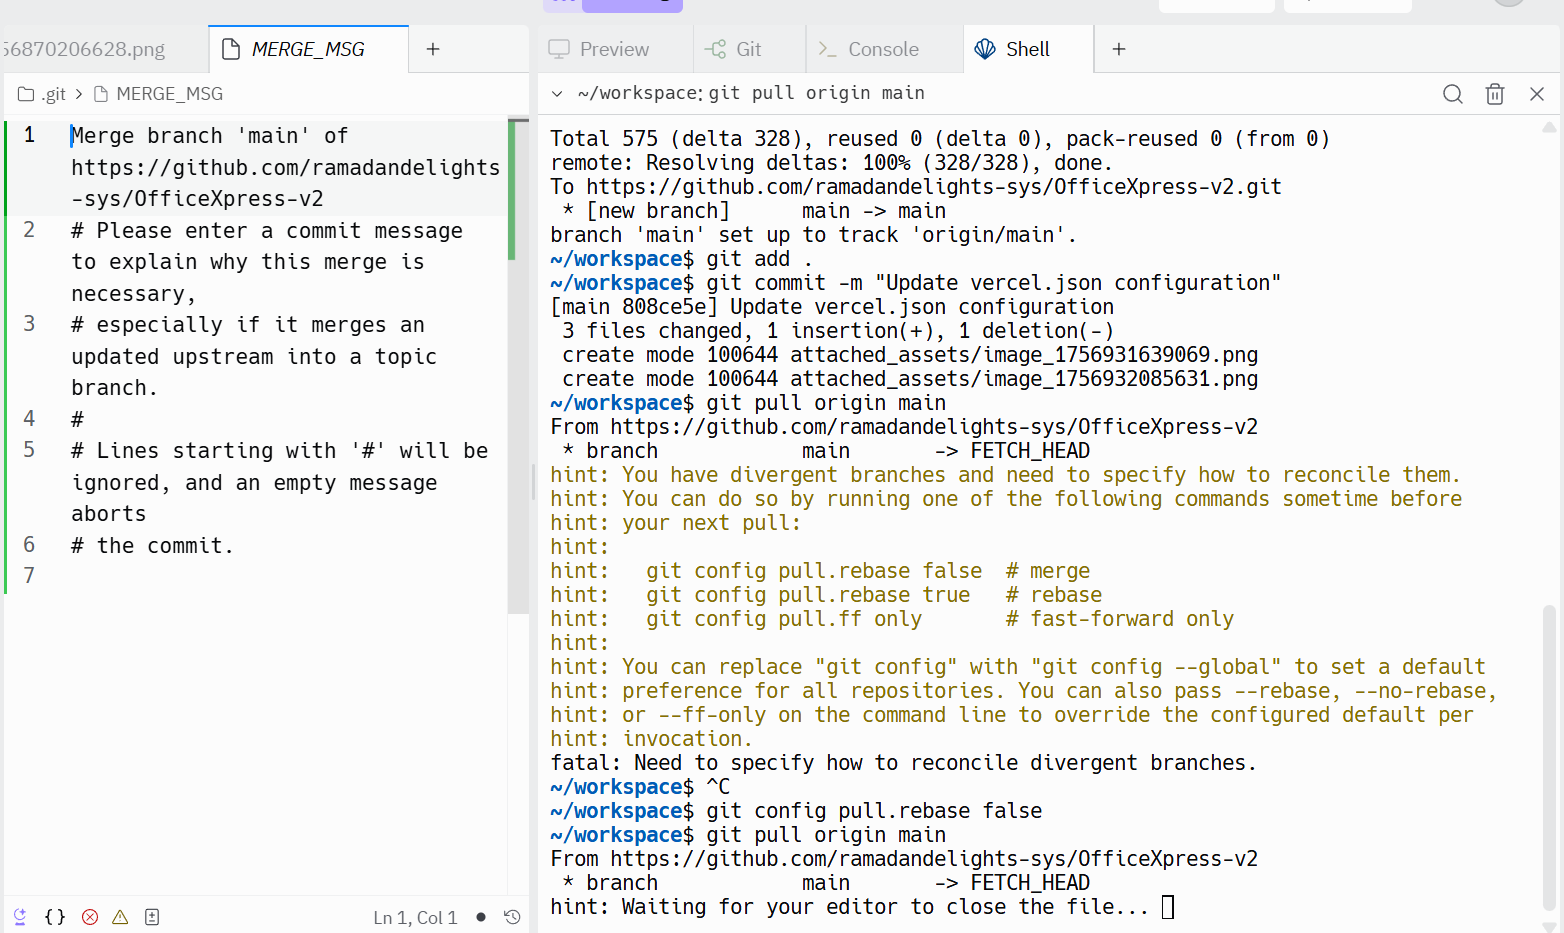 56870206628.png
MERGE_MSG
Preview
Git
Console
Shell
.git > MERGE_MSG
~/workspace: git pull origin main
1 Merge branch 'main' of
https://github.com/ramadandelights
-sys/OfficeXpress-v2
2 # Please enter a commit message
to explain why this merge is
necessary,
3 # especially if it merges an
updated upstream into a topic
branch.
4 #
5 # Lines starting with '#' will be
ignored, and an empty message
aborts
6 # the commit.
7
Ln 1, Col 1
Total 575 (delta 328), reused 0 (delta 0), pack-reused 0 (from 0)
remote: Resolving deltas: 100% (328/328), done.
To https://github.com/ramadandelights-sys/OfficeXpress-v2.git
 * [new branch]      main -> main
branch 'main' set up to track 'origin/main'.
~/workspace$ git add .
~/workspace$ git commit -m "Update vercel.json configuration"
[main 808ce5e] Update vercel.json configuration
 3 files changed, 1 insertion(+), 1 deletion(-)
 create mode 100644 attached_assets/image_1756931639069.png
 create mode 100644 attached_assets/image_1756932085631.png
~/workspace$ git pull origin main
From https://github.com/ramadandelights-sys/OfficeXpress-v2
 * branch            main       -> FETCH_HEAD
hint: You have divergent branches and need to specify how to reconcile them.
hint: You can do so by running one of the following commands sometime before
hint: your next pull:
hint:
hint:   git config pull.rebase false  # merge
hint:   git config pull.rebase true   # rebase
hint:   git config pull.ff only       # fast-forward only
hint:
hint: You can replace "git config" with "git config --global" to set a default
hint: preference for all repositories. You can also pass --rebase, --no-rebase,
hint: or --ff-only on the command line to override the configured default per
hint: invocation.
fatal: Need to specify how to reconcile divergent branches.
~/workspace$ ^C
~/workspace$ git config pull.rebase false
~/workspace$ git pull origin main
From https://github.com/ramadandelights-sys/OfficeXpress-v2
 * branch            main       -> FETCH_HEAD
hint: Waiting for your editor to close the file...